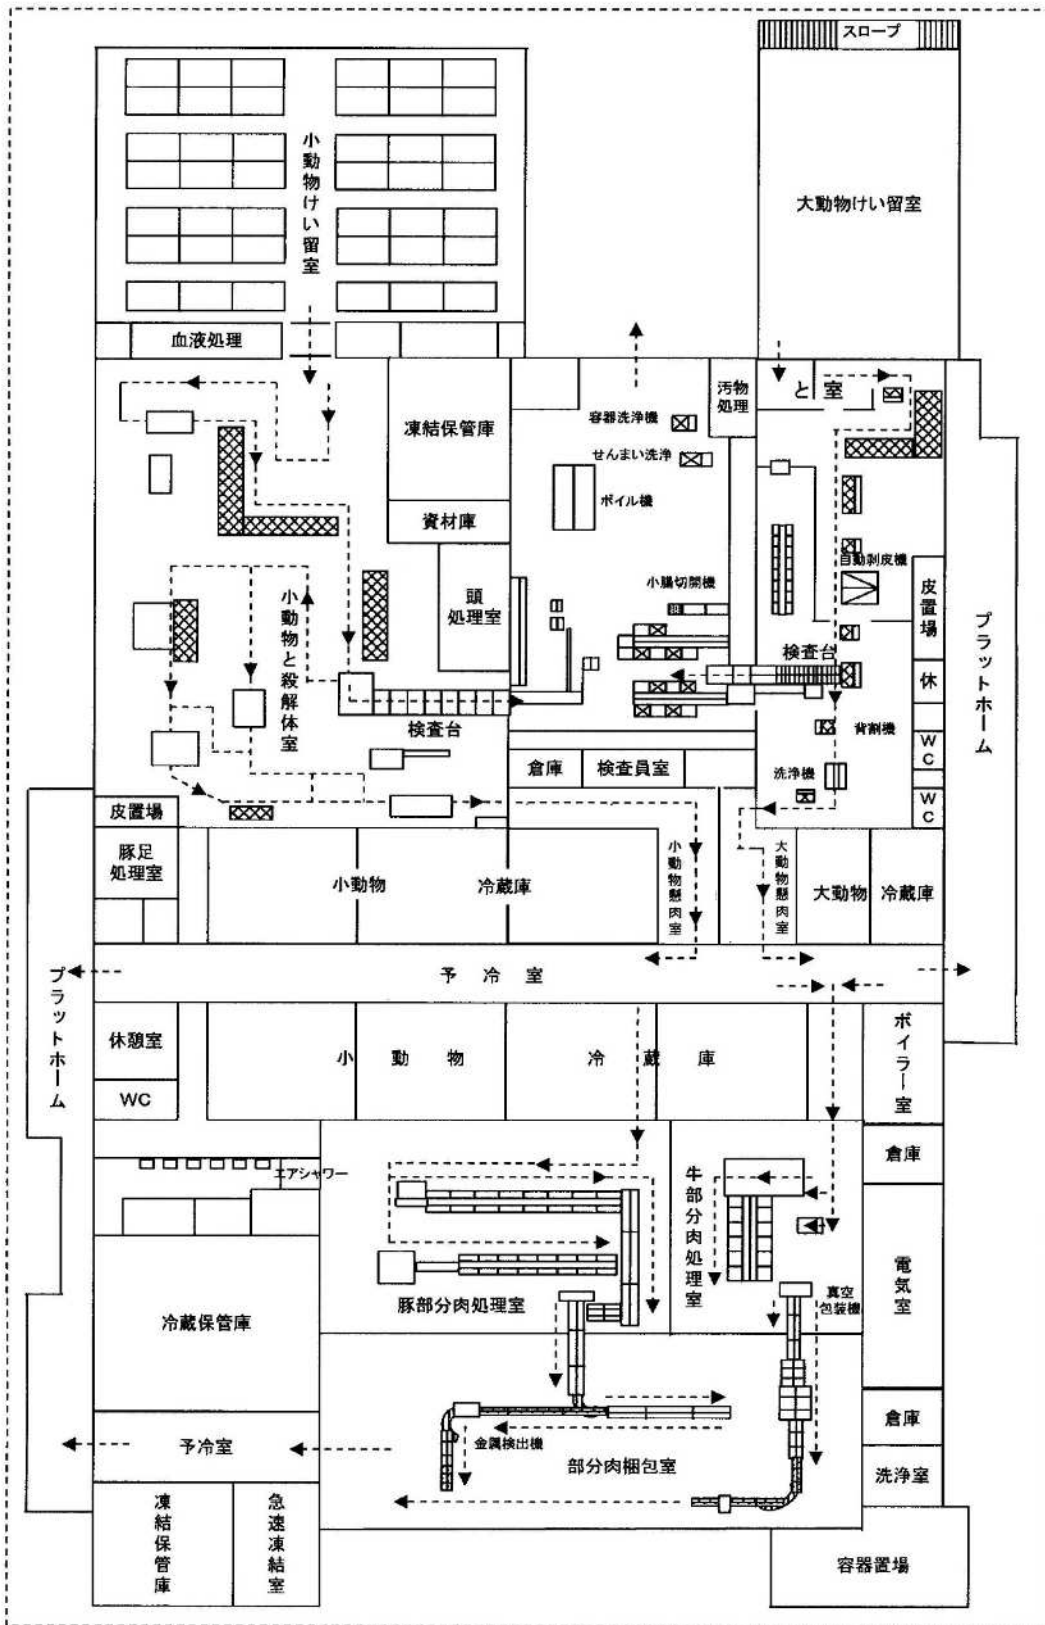 スロープ
小動物けい留室
大動物けい留室
血液処理
凍結保管庫
汚物
処理
と室
容器洗浄機
せんまい洗浄
ボイル機
資材庫
頭
処理室
小腸切開機
自動剥皮機
皮置場
プラットホーム
小動物と殺解体室
検査台
検査台
休
背割機
WC
洗浄機
WC
倉庫
検査員室
皮置場
豚足
処理室
小動物
冷蔵庫
小動物懸肉室
大動物懸肉室
大動物
冷蔵庫
プラットホーム
予冷室
休憩室
小動物
冷蔵庫
ボイラー室
WC
倉庫
エアシャワー
牛部分肉処理室
電気室
豚部分肉処理室
真空
包装機
冷蔵保管庫
倉庫
予冷室
金属検出機
部分肉梱包室
洗浄室
凍結保管庫
急速凍結室
容器置場